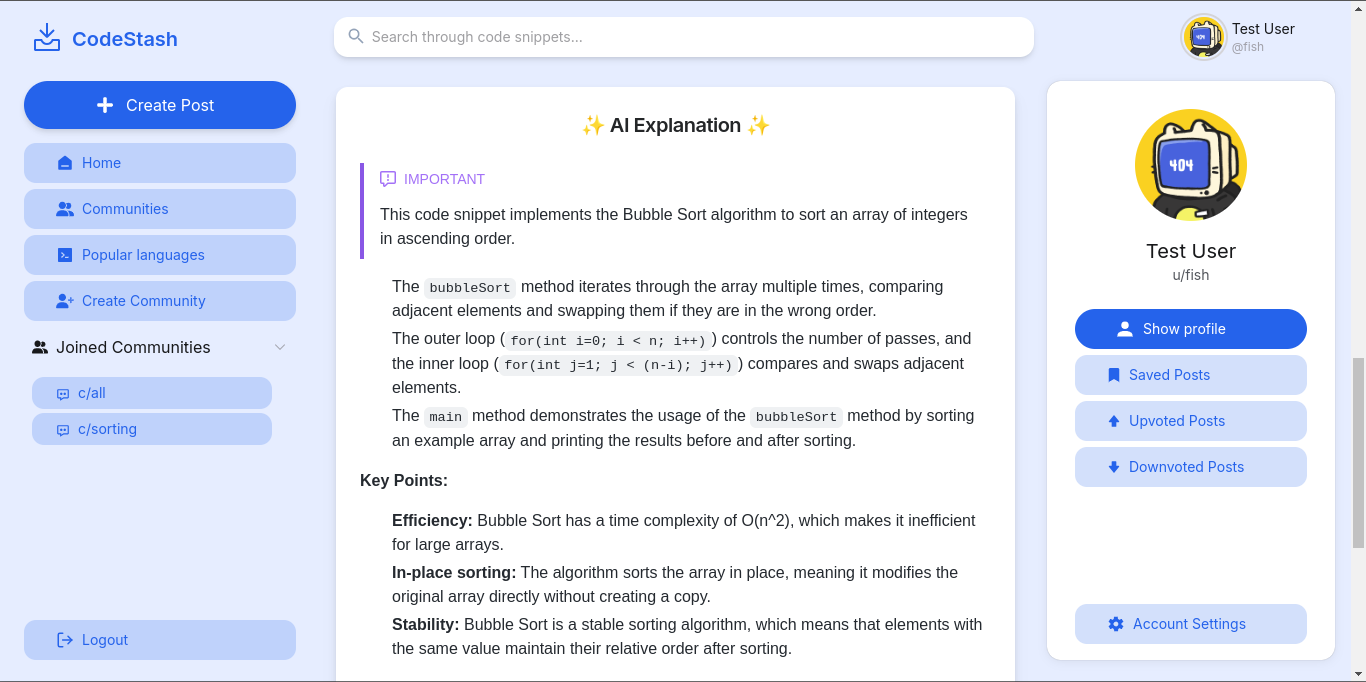 CodeStash
Search through code snippets...
Test User
@fish
Create Post
Home
Communities
Popular languages
Create Community
Joined Communities
c/all
c/sorting
Logout
✨ AI Explanation ✨
IMPORTANT
This code snippet implements the Bubble Sort algorithm to sort an array of integers
in ascending order.
The bubbleSort method iterates through the array multiple times, comparing
adjacent elements and swapping them if they are in the wrong order.
The outer loop ( for(int i=0; i < n; i++) ) controls the number of passes, and
the inner loop ( for(int j=1; j < (n-i); j++) ) compares and swaps adjacent
elements.
The main method demonstrates the usage of the bubbleSort method by sorting
an example array and printing the results before and after sorting.
Key Points:
Efficiency: Bubble Sort has a time complexity of O(n^2), which makes it inefficient
for large arrays.
In-place sorting: The algorithm sorts the array in place, meaning it modifies the
original array directly without creating a copy.
Stability: Bubble Sort is a stable sorting algorithm, which means that elements with
the same value maintain their relative order after sorting.
404
Test User
u/fish
Show profile
Saved Posts
Upvoted Posts
Downvoted Posts
Account Settings